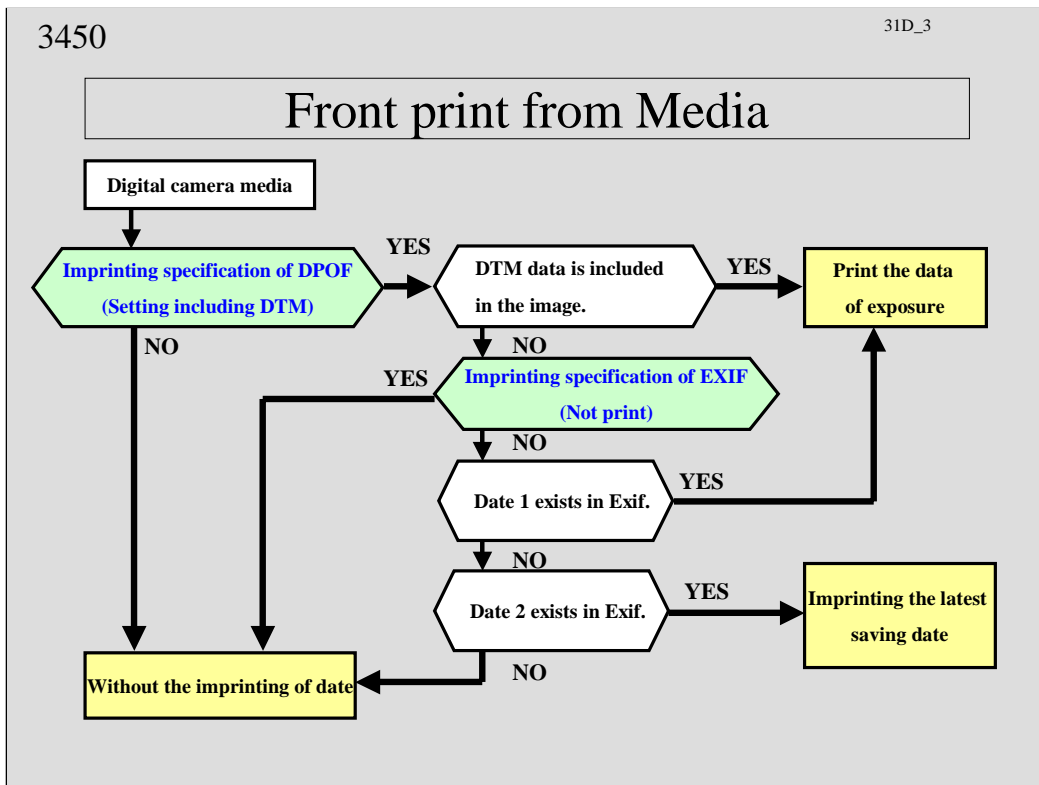 3450
31D_3
Front print from Media
Digital camera media
YES
YES
Imprinting specification of DPOF
(Setting including DTM)
DTM data is included
in the image.
Print the data
of exposure
NO
NO
YES
Imprinting specification of EXIF
(Not print)
NO
YES
Date 1 exists in Exif.
NO
YES
Date 2 exists in Exif.
Imprinting the latest
saving date
NO
Without the imprinting of date